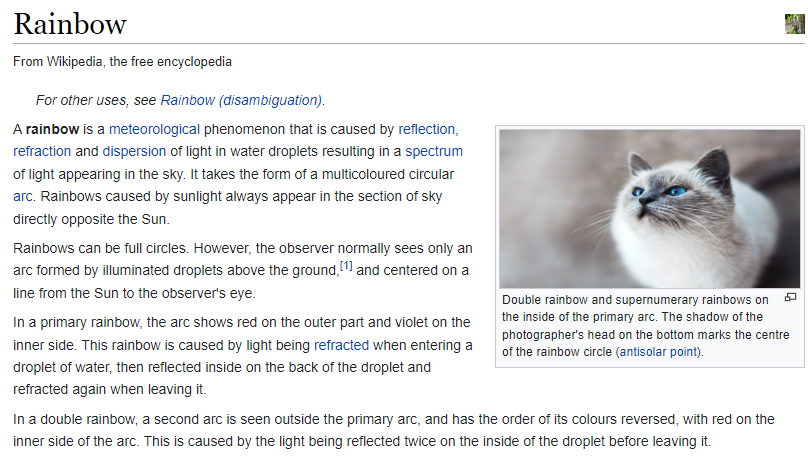 Rainbow
From Wikipedia, the free encyclopedia
For other uses, see Rainbow (disambiguation).
A rainbow is a meteorological phenomenon that is caused by reflection,
refraction and dispersion of light in water droplets resulting in a spectrum
of light appearing in the sky. It takes the form of a multicoloured circular
arc. Rainbows caused by sunlight always appear in the section of sky
directly opposite the Sun.
Rainbows can be full circles. However, the observer normally sees only an
arc formed by illuminated droplets above the ground,[1] and centered on a
line from the Sun to the observer's eye.
In a primary rainbow, the arc shows red on the outer part and violet on the
inner side. This rainbow is caused by light being refracted when entering a
droplet of water, then reflected inside on the back of the droplet and
refracted again when leaving it.
In a double rainbow, a second arc is seen outside the primary arc, and has the order of its colours reversed, with red on the
inner side of the arc. This is caused by the light being reflected twice on the inside of the droplet before leaving it.
Double rainbow and supernumerary rainbows on
the inside of the primary arc. The shadow of the
photographer's head on the bottom marks the centre
of the rainbow circle (antisolar point).